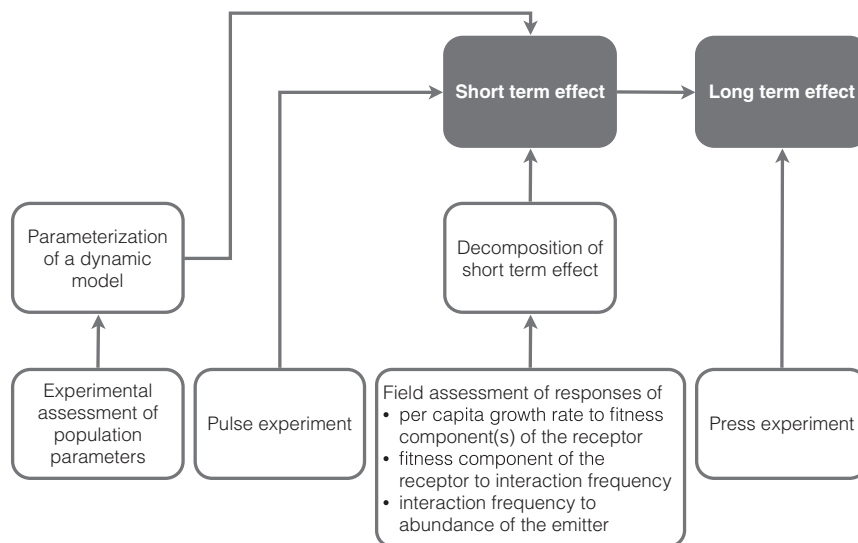 Short term effect
Long term effect
Parameterization
of a dynamic
model
Decomposition of
short term effect
Experimental
assessment of
population
parameters
Pulse experiment
Field assessment of responses of
• per capita growth rate to fitness
component(s) of the receptor
• fitness component of the
receptor to interaction frequency
• interaction frequency to
abundance of the emitter
Press experiment